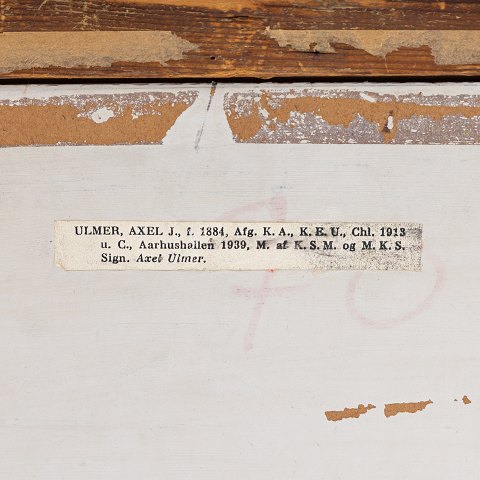 ULMER, AXEL J., f. 1884, Afg. K. A., K. E. U., Chl. 1913
u. C., Aarhushallen 1939, M. af K. S. M. og M. K. S.
Sign. Axel Ulmer.